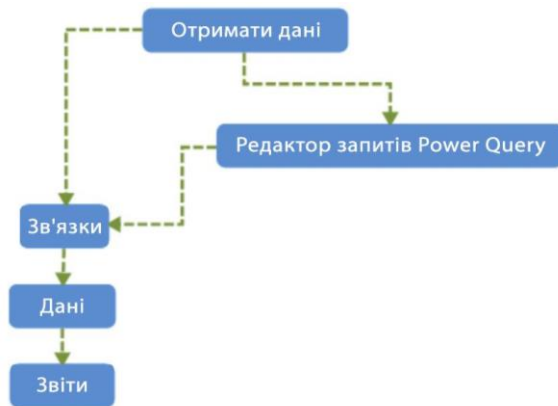 Отримати дані
Редактор запитів Power Query
Зв'язки
Дані
Звіти